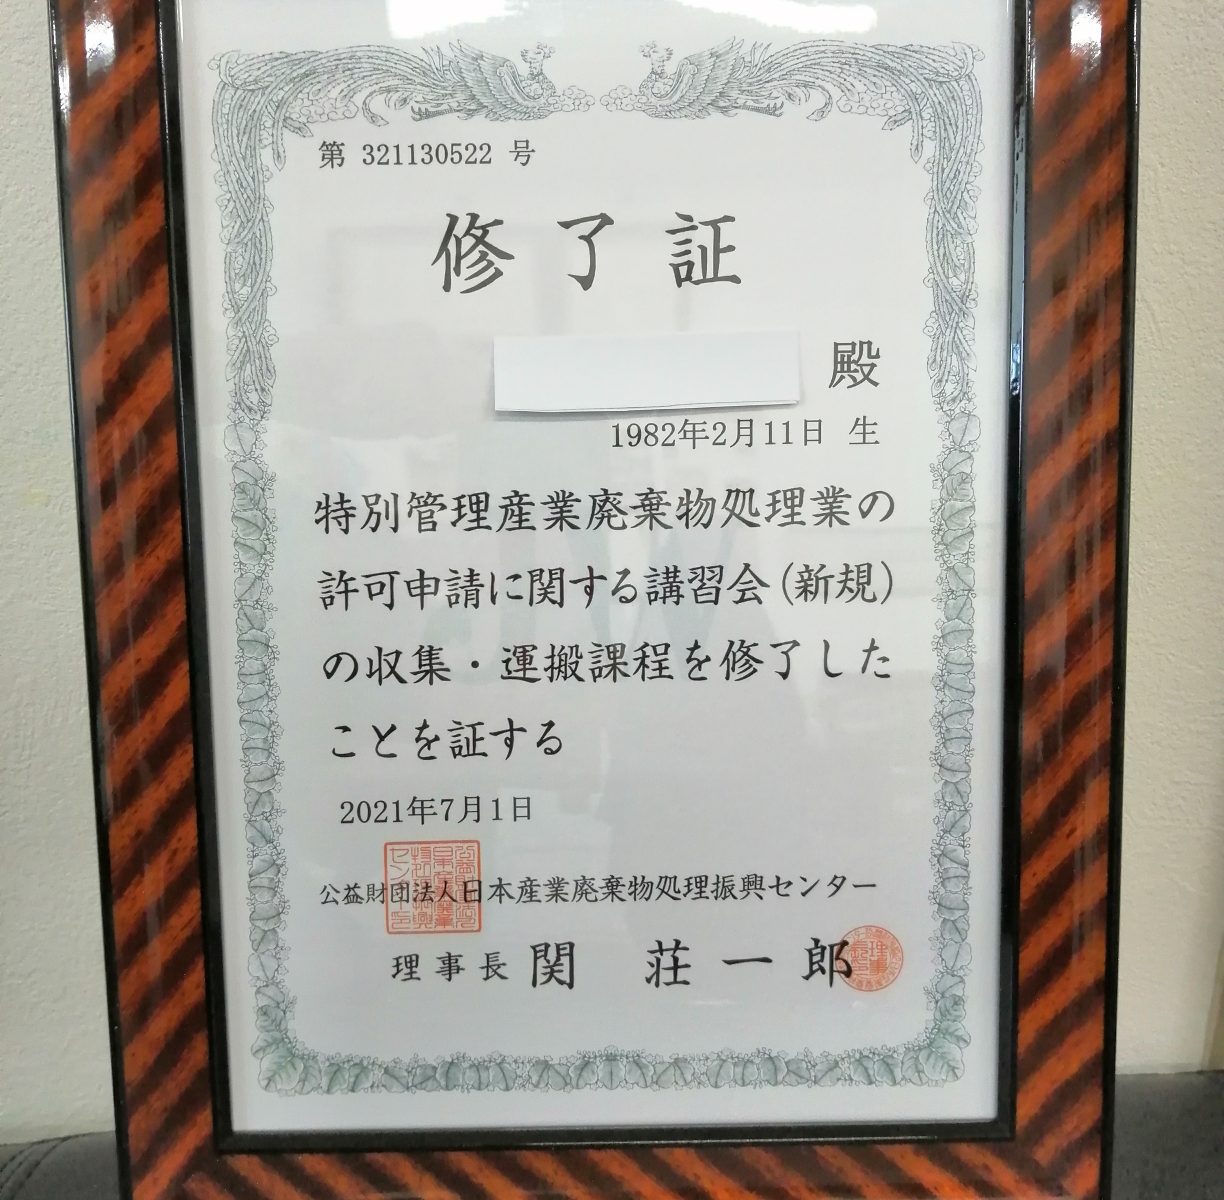 第 321130522 号
修了証
殿
1982年2月11日 生
特別管理産業廃棄物処理業の
許可申請に関する講習会(新規)
の収集・運搬課程を修了した
ことを証する
2021年7月1日
公益財団法人日本産業廃棄物処理振興センター
理事長 関 荘一郎